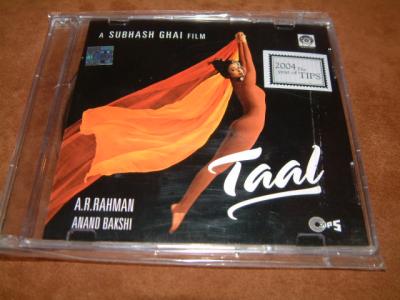 A SUBHASH GHAI FILM
2004 The
year of TIPS
Taal
A.R.RAHMAN
ANAND BAKSHI
TIPS